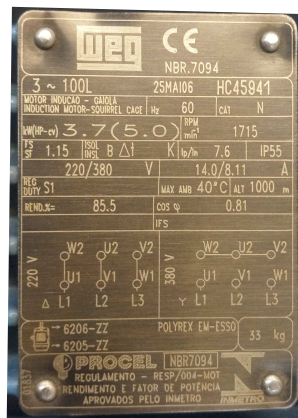 WEG CE
NBR.7094
3 ~ 100L 25MAI06 HC45941
MOTOR INDUCAO - GAIOLA
INDUCTION MOTOR-SQUIRREL CAGE Hz 60 CAT N
kW(HP-cv) 3.7(5.0) RPM min⁻¹ 1715
FS SF 1.15 ISOL INSL B Δt K Ip/In 7.6 IP55
220/380 V 14.0/8.11 A
REG DUTY S1 MAX AMB 40°C ALT 1000 m
REND.%= 85.5 COS φ 0.81
IFS
220 V 380 V
W2 U2 V2 W2 U2 V2
U1 V1 W1 U1 V1 W1
Δ L1 L2 L3 Y L1 L2 L3
6206-ZZ POLYREX EM-ESSO 33 kg
6205-ZZ
PROCEL NBR7094
REGULAMENTO - RESP/004-MOT
RENDIMENTO E FATOR DE POTÊNCIA
APROVADOS PELO INMETRO INMETRO